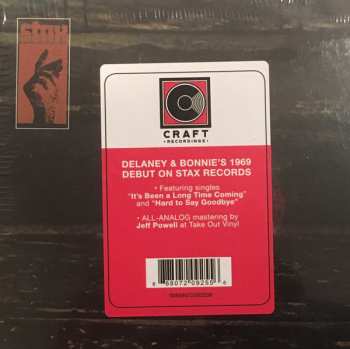 stax
CRAFT
RECORDINGS
DELANEY & BONNIE'S 1969
DEBUT ON STAX RECORDS
• Featuring singles
"It's Been a Long Time Coming"
and "Hard to Say Goodbye"
• ALL-ANALOG mastering by
Jeff Powell at Take Out Vinyl